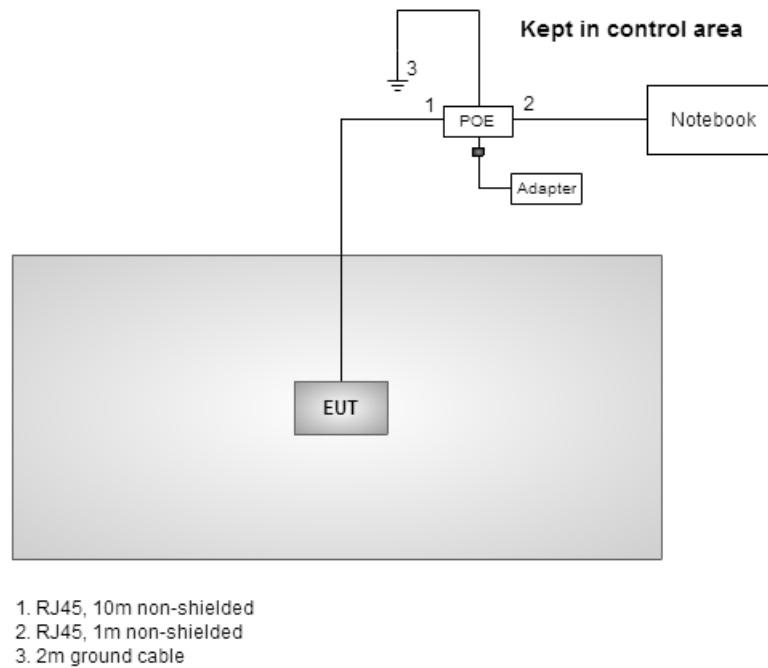 Kept in control area
3
1
2
POE
Notebook
Adapter
EUT
1. RJ45, 10m non-shielded
2. RJ45, 1m non-shielded
3. 2m ground cable